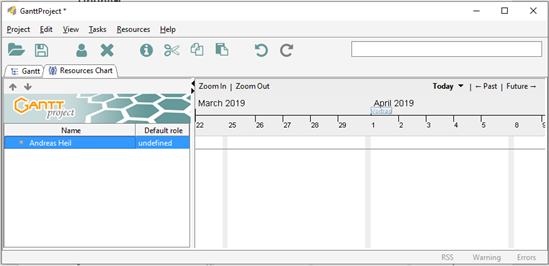 GanttProject *
Project Edit View Tasks Resources Help
Gantt Resources Chart
Zoom In | Zoom Out Today | ← Past | Future →
GANTT
project
March 2019 April 2019
Name Default role
22 25 26 27 28 29 1 2 3 4 5 8 9
Andreas Heil undefined
RSS Warning Errors